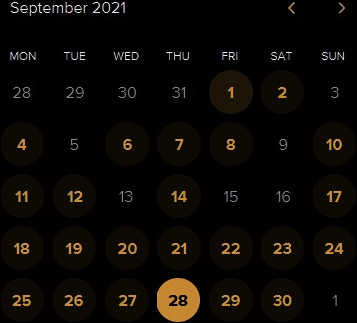 September 2021
MON TUE WED THU FRI SAT SUN
28 29 30 31 1 2 3
4 5 6 7 8 9 10
11 12 13 14 15 16 17
18 19 20 21 22 23 24
25 26 27 28 29 30 1